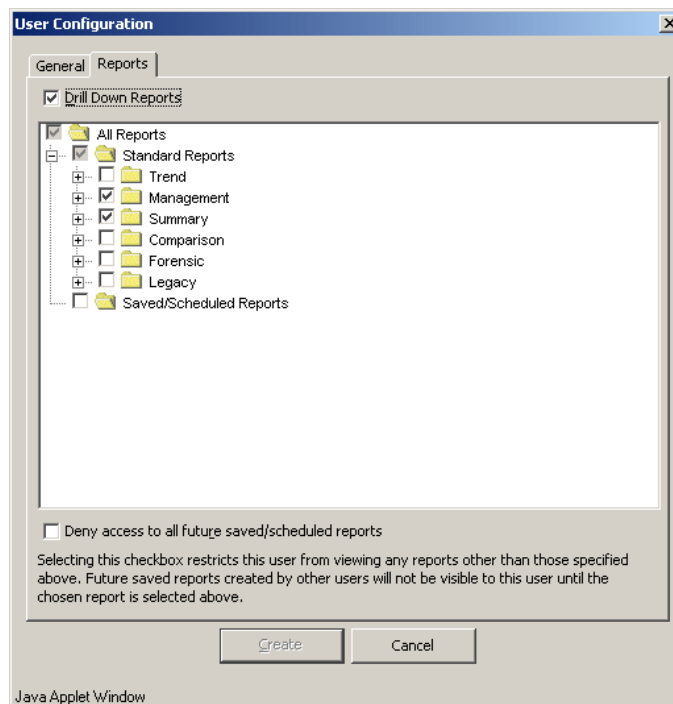 User Configuration
General
Reports
Drill Down Reports
All Reports
Standard Reports
Trend
Management
Summary
Comparison
Forensic
Legacy
Saved/Scheduled Reports
Deny access to all future saved/scheduled reports
Selecting this checkbox restricts this user from viewing any reports other than those specified
above. Future saved reports created by other users will not be visible to this user until the
chosen report is selected above.
Create
Cancel
Java Applet Window